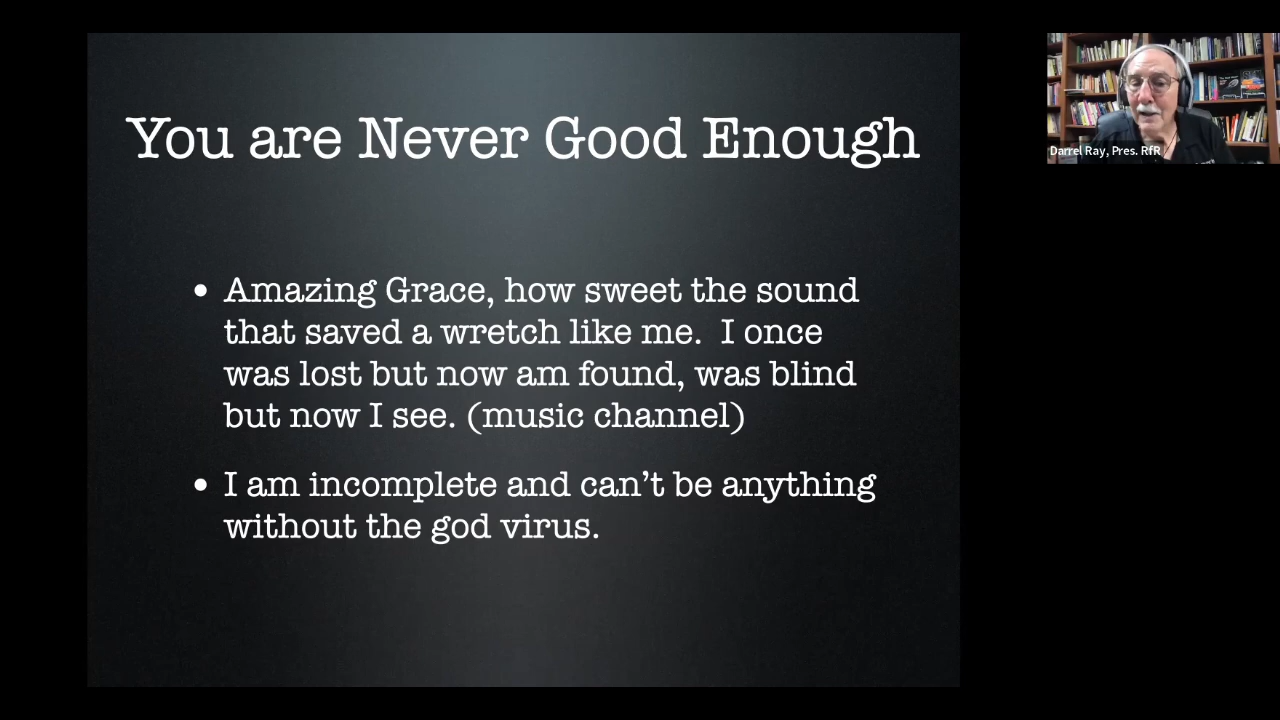 You are Never Good Enough
• Amazing Grace, how sweet the sound
that saved a wretch like me.  I once
was lost but now am found, was blind
but now I see. (music channel)
• I am incomplete and can’t be anything
without the god virus.
Darrel Ray, Pres. RfR